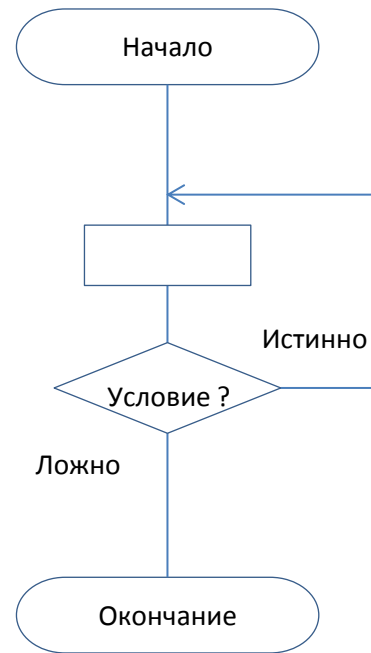 Начало
Истинно
Условие ?
Ложно
Окончание